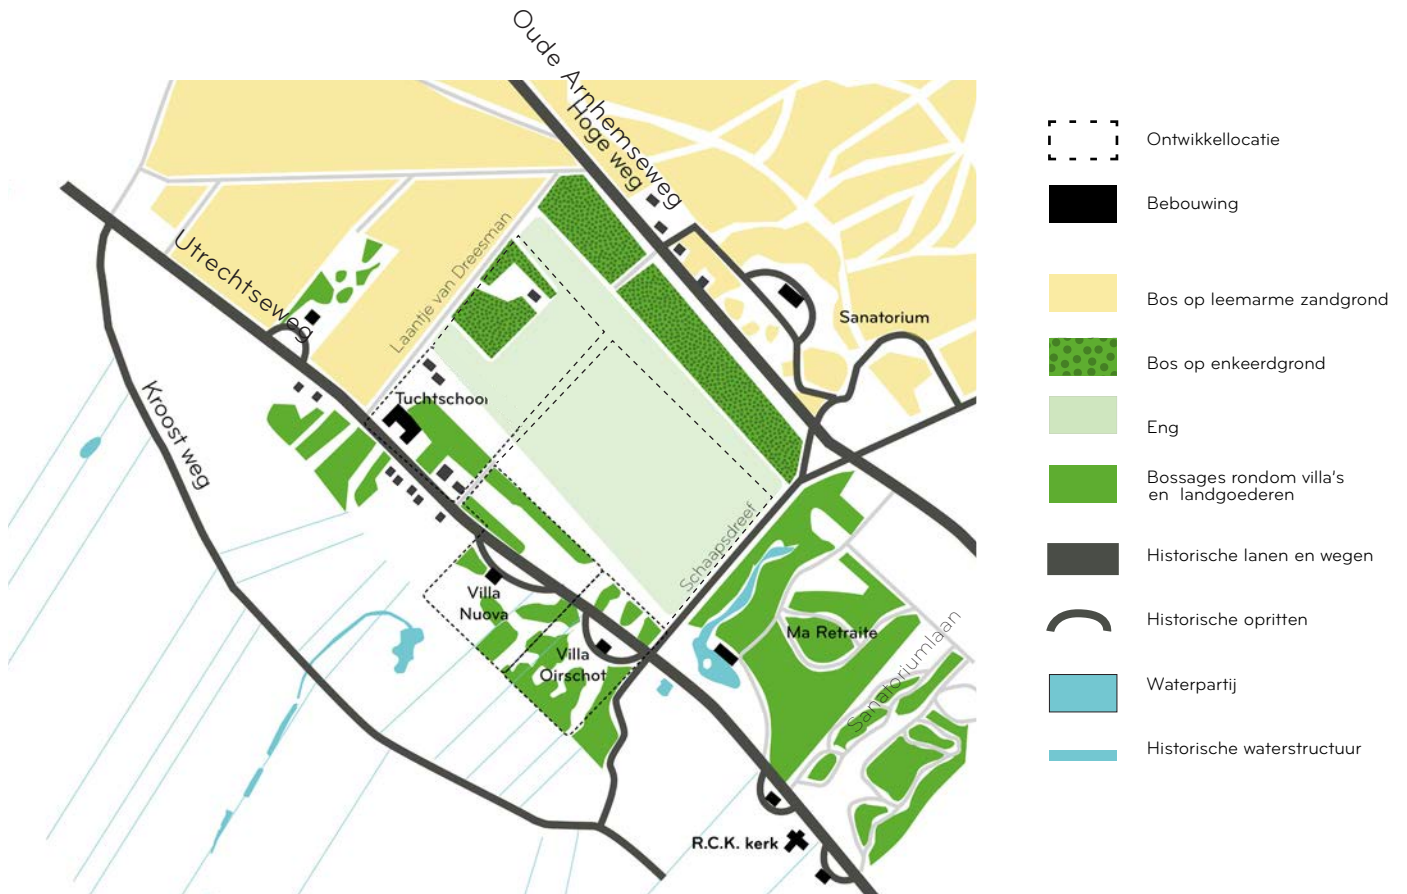 Oude Arnhemseweg
Hoge weg
Utrechtseweg
Laantje van Dreesman
Sanatorium
Kroost weg
Tuchtschool
Schaapsdreef
Villa
Nuova
Villa
Oirschot
Ma Retraite
Sanatoriumlaan
R.C.K. kerk
Ontwikkellocatie
Bebouwing
Bos op leemarme zandgrond
Bos op enkeerdgrond
Eng
Bossages rondom villa's
en landgoederen
Historische lanen en wegen
Historische opritten
Waterpartij
Historische waterstructuur